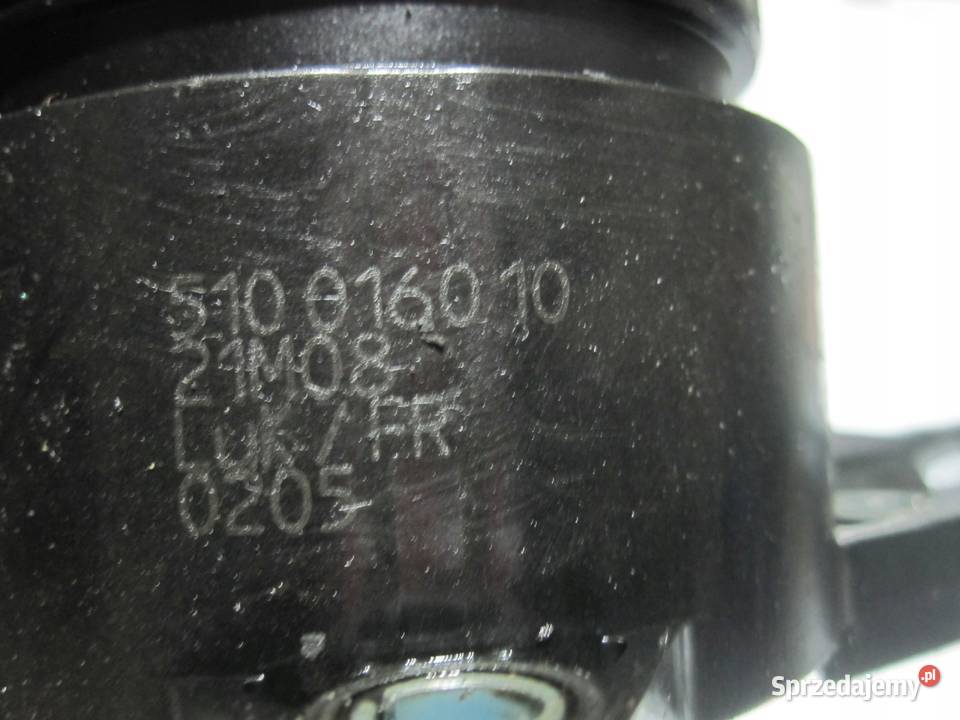 510 0160 10
21M08
LUK / FR
0205
Sprzedajemy.pl